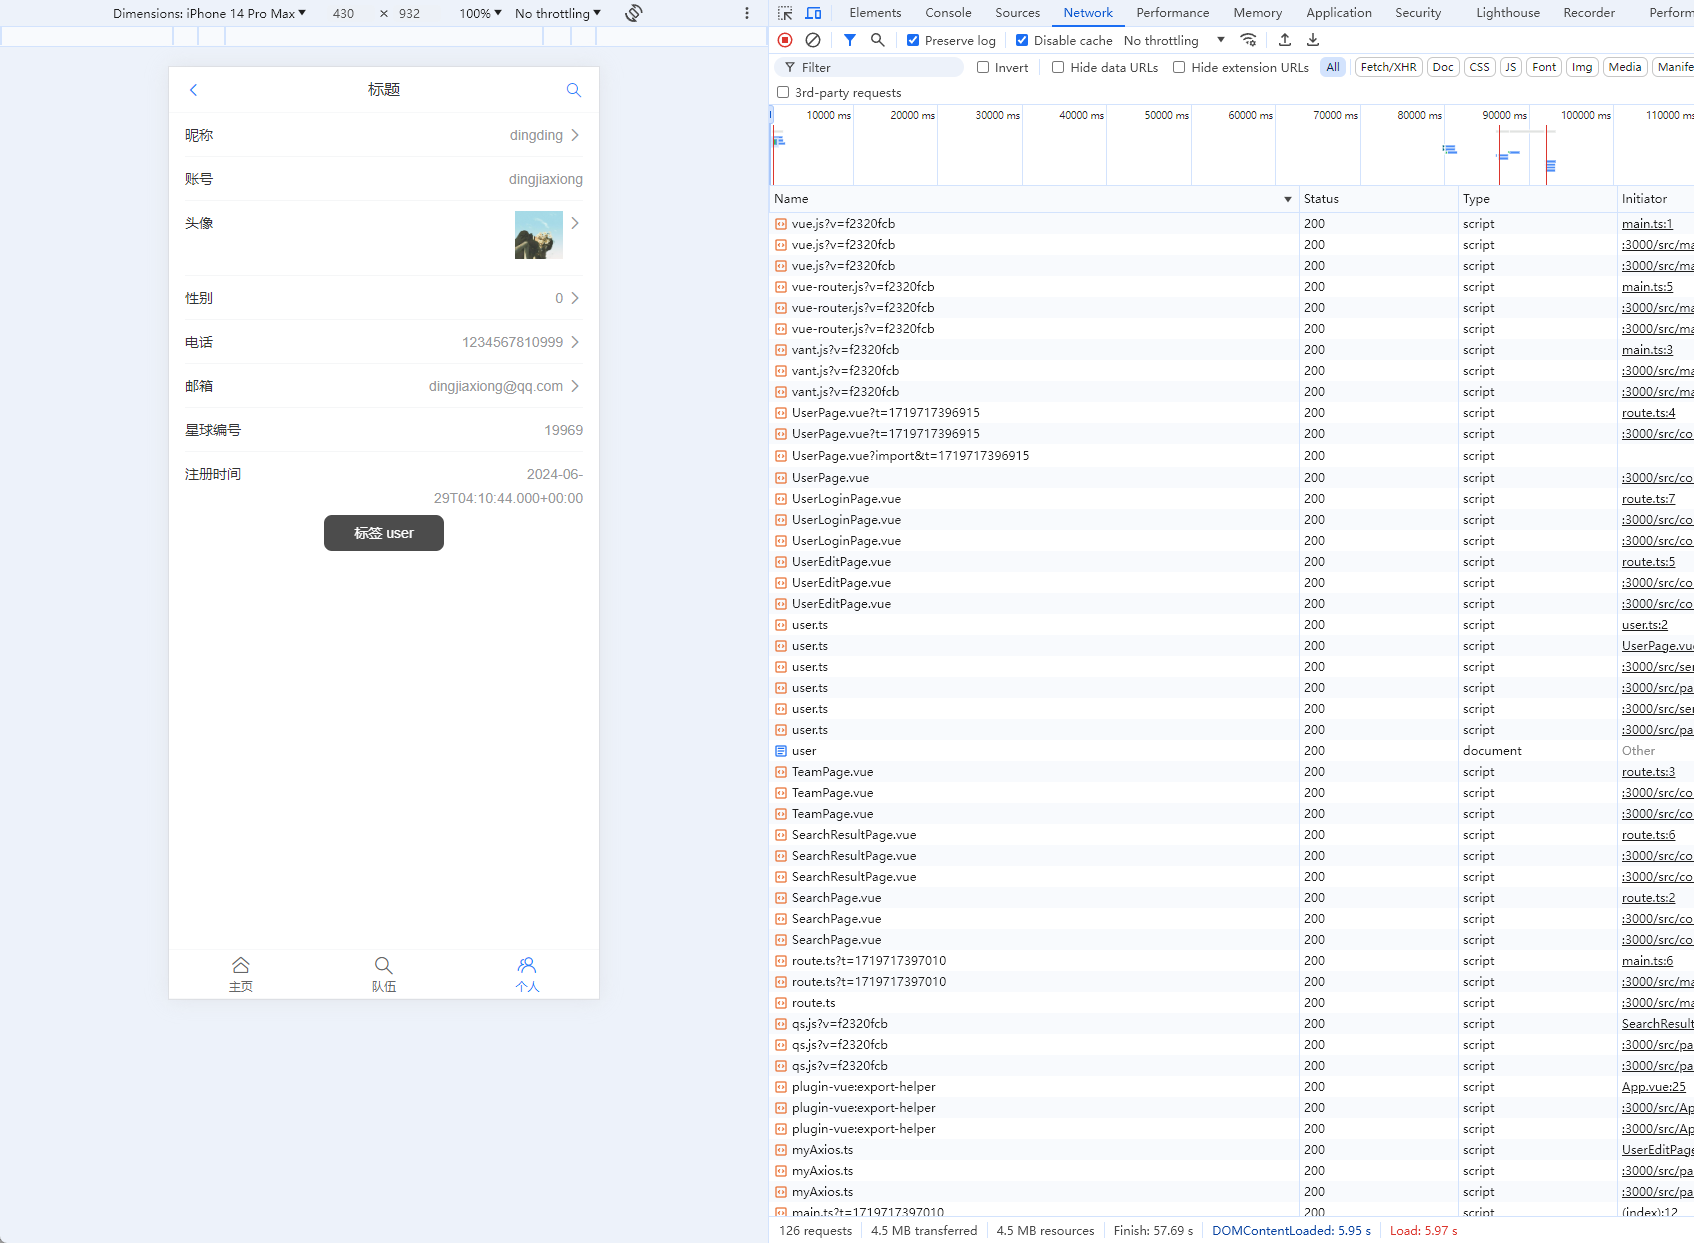 Dimensions: iPhone 14 Pro Max 430 × 932 100% No throttling
标题
昵称 dingding
账号 dingjiaxiong
头像
性别 0
电话 1234567810999
邮箱 dingjiaxiong@qq.com
星球编号 19969
注册时间 2024-06-
29T04:10:44.000+00:00
标签 user
主页 队伍 个人
Elements Console Sources Network Performance Memory Application Security Lighthouse Recorder Perform
Preserve log Disable cache No throttling
Filter Invert Hide data URLs Hide extension URLs All Fetch/XHR Doc CSS JS Font Img Media Manife
3rd-party requests
10000 ms 20000 ms 30000 ms 40000 ms 50000 ms 60000 ms 70000 ms 80000 ms 90000 ms 100000 ms 110000 m
Name Status Type Initiator
vue.js?v=f2320fcb 200 script main.ts:1
vue.js?v=f2320fcb 200 script :3000/src/ma
vue.js?v=f2320fcb 200 script :3000/src/ma
vue-router.js?v=f2320fcb 200 script main.ts:5
vue-router.js?v=f2320fcb 200 script :3000/src/ma
vue-router.js?v=f2320fcb 200 script :3000/src/ma
vant.js?v=f2320fcb 200 script main.ts:3
vant.js?v=f2320fcb 200 script :3000/src/ma
vant.js?v=f2320fcb 200 script :3000/src/ma
UserPage.vue?t=1719717396915 200 script route.ts:4
UserPage.vue?t=1719717396915 200 script :3000/src/co
UserPage.vue?import&t=1719717396915 200 script
UserPage.vue 200 script :3000/src/co
UserLoginPage.vue 200 script route.ts:7
UserLoginPage.vue 200 script :3000/src/co
UserLoginPage.vue 200 script :3000/src/co
UserEditPage.vue 200 script route.ts:5
UserEditPage.vue 200 script :3000/src/co
UserEditPage.vue 200 script :3000/src/co
user.ts 200 script user.ts:2
user.ts 200 script UserPage.vu
user.ts 200 script :3000/src/se
user.ts 200 script :3000/src/pa
user.ts 200 script :3000/src/se
user.ts 200 script :3000/src/pa
user 200 document Other
TeamPage.vue 200 script route.ts:3
TeamPage.vue 200 script :3000/src/co
TeamPage.vue 200 script :3000/src/co
SearchResultPage.vue 200 script route.ts:6
SearchResultPage.vue 200 script :3000/src/co
SearchResultPage.vue 200 script :3000/src/co
SearchPage.vue 200 script route.ts:2
SearchPage.vue 200 script :3000/src/co
SearchPage.vue 200 script :3000/src/co
route.ts?t=1719717397010 200 script main.ts:6
route.ts?t=1719717397010 200 script :3000/src/ma
route.ts 200 script :3000/src/ma
qs.js?v=f2320fcb 200 script SearchResult
qs.js?v=f2320fcb 200 script :3000/src/pa
qs.js?v=f2320fcb 200 script :3000/src/pa
plugin-vue:export-helper 200 script App.vue:25
plugin-vue:export-helper 200 script :3000/src/Ap
plugin-vue:export-helper 200 script :3000/src/Ap
myAxios.ts 200 script UserEditPage
myAxios.ts 200 script :3000/src/pa
myAxios.ts 200 script :3000/src/pa
main.ts?t=1719717397010 200 script (index):12
126 requests 4.5 MB transferred 4.5 MB resources Finish: 57.69 s DOMContentLoaded: 5.95 s Load: 5.97 s